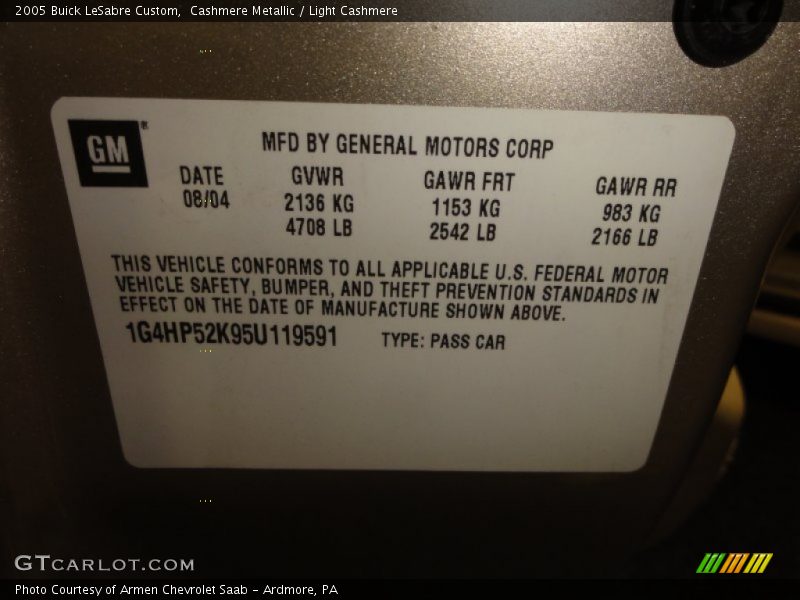 2005 Buick LeSabre Custom, Cashmere Metallic / Light Cashmere
GM®
MFD BY GENERAL MOTORS CORP
DATE GVWR GAWR FRT GAWR RR
08/04 2136 KG 1153 KG 983 KG
4708 LB 2542 LB 2166 LB
THIS VEHICLE CONFORMS TO ALL APPLICABLE U.S. FEDERAL MOTOR
VEHICLE SAFETY, BUMPER, AND THEFT PREVENTION STANDARDS IN
EFFECT ON THE DATE OF MANUFACTURE SHOWN ABOVE.
1G4HP52K95U119591 TYPE: PASS CAR
GTCARLOT.COM
Photo Courtesy of Armen Chevrolet Saab - Ardmore, PA